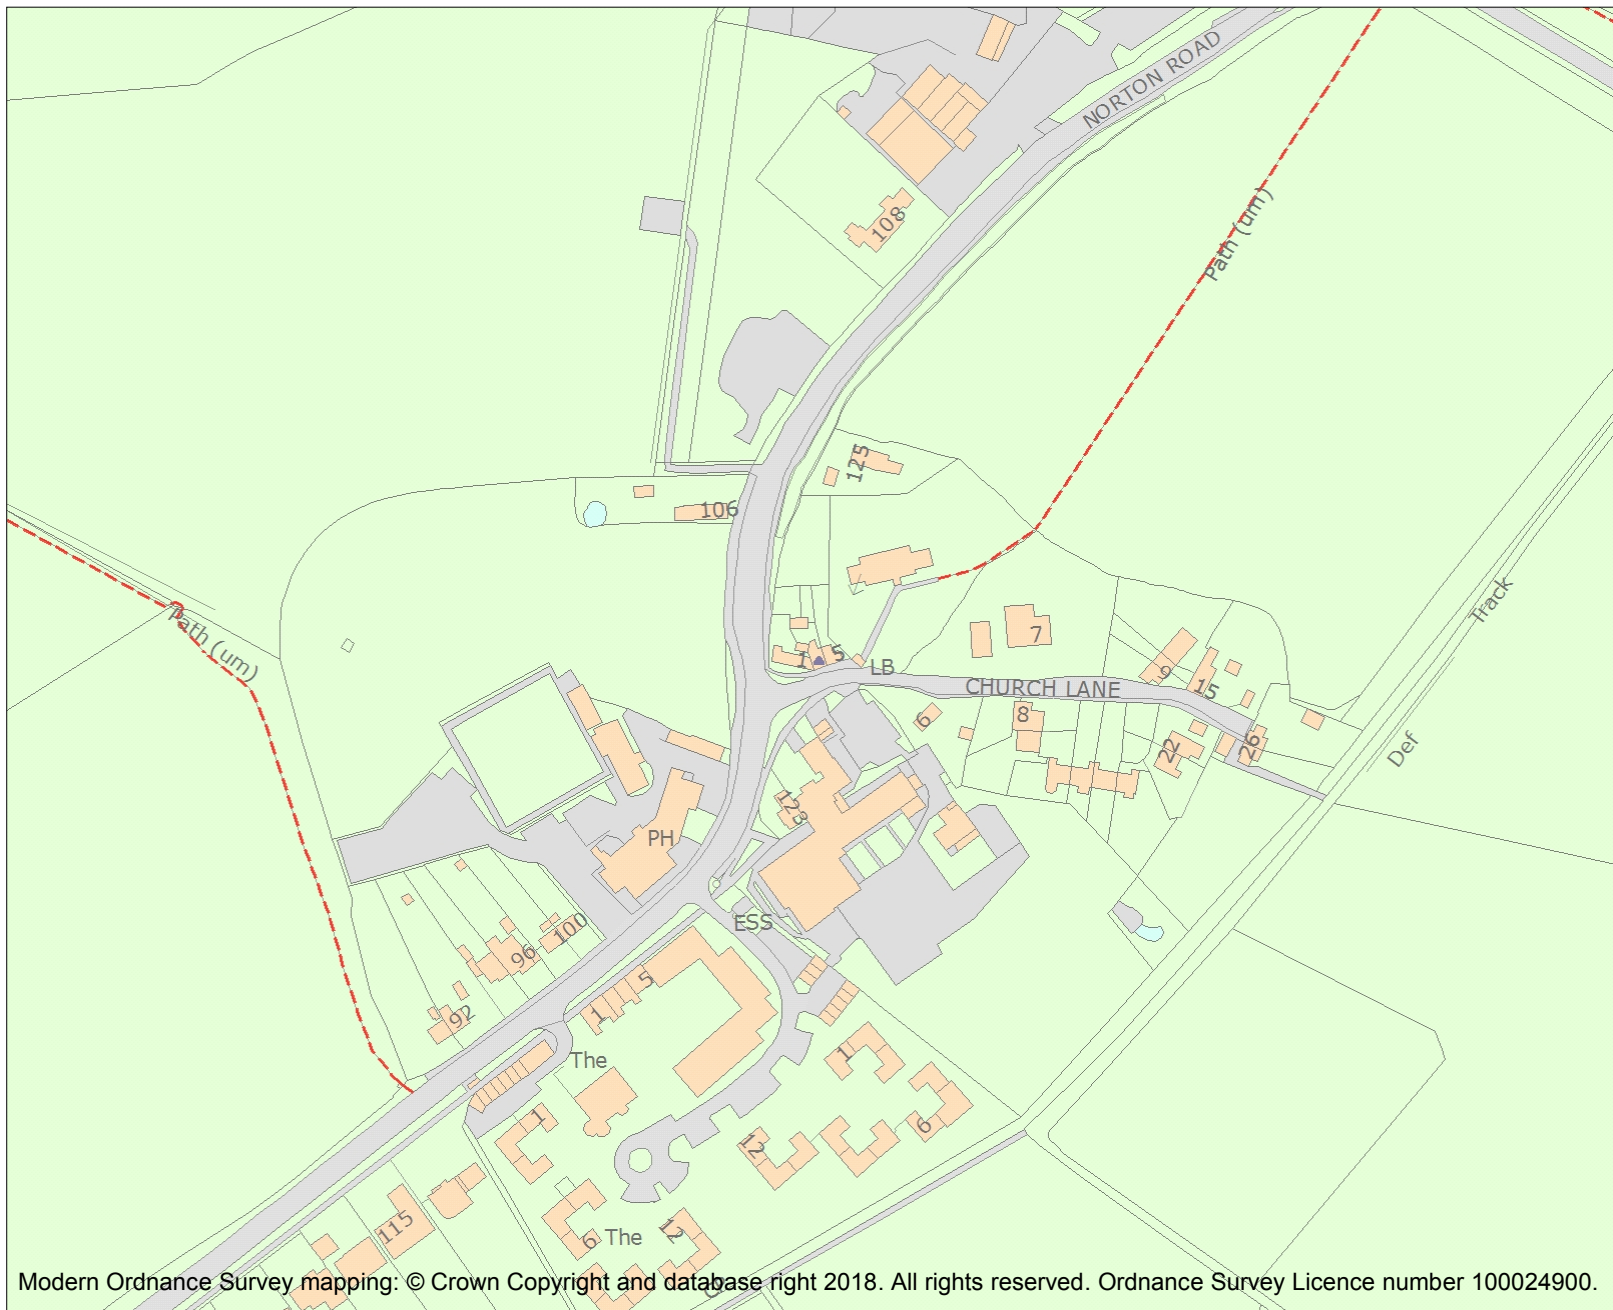 NORTON ROAD
Path (um)
108
125
106
Path (um)
Track
7
1
5
LB
CHURCH LANE
9
15
6
8
22
26
Def
123
PH
ESS
100
96
92
5
1
The
1
1
6
12
115
6
The
12
Modern Ordnance Survey mapping: © Crown Copyright and database right 2018. All rights reserved. Ordnance Survey Licence number 100024900.